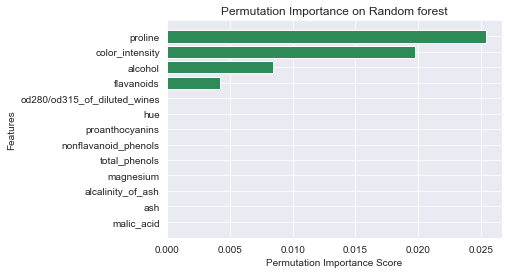 Permutation Importance on Random forest
proline
color_intensity
alcohol
flavanoids
od280/od315_of_diluted_wines
hue
proanthocyanins
nonflavanoid_phenols
total_phenols
magnesium
alcalinity_of_ash
ash
malic_acid
Features
0.000 0.005 0.010 0.015 0.020 0.025
Permutation Importance Score